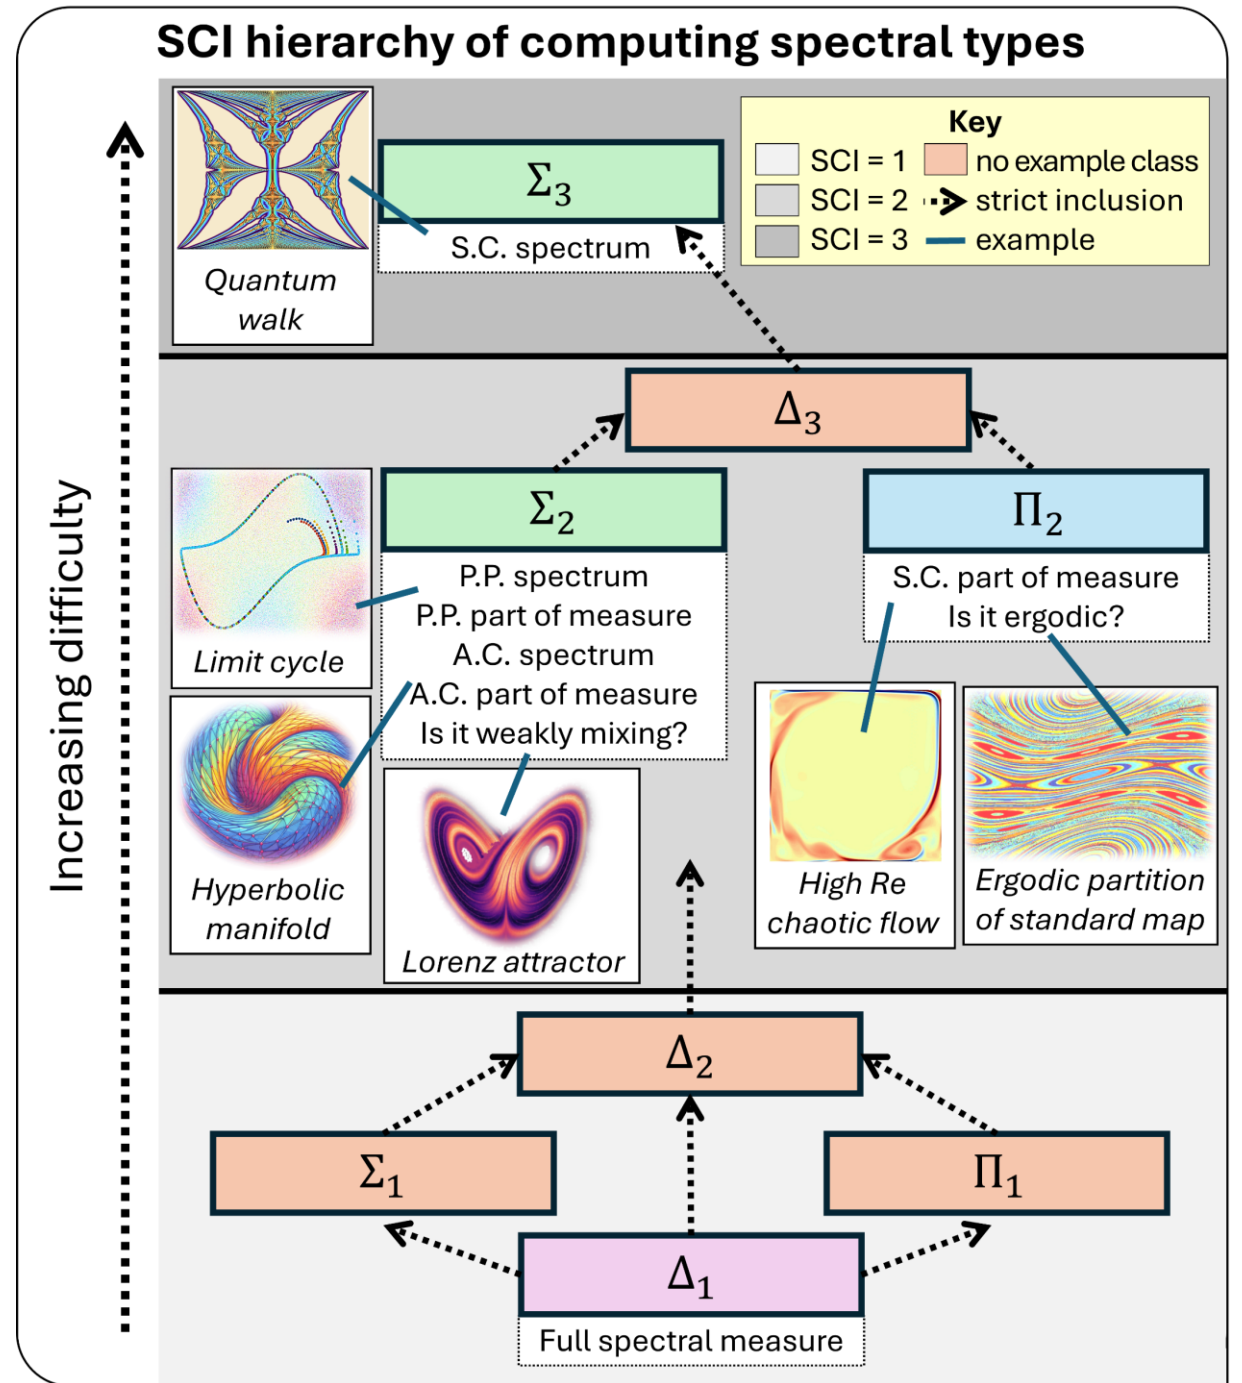 SCI hierarchy of computing spectral types
Increasing difficulty
Quantum
walk
Σ₃
S.C. spectrum
Key
SCI = 1
no example class
SCI = 2
strict inclusion
SCI = 3
example
Δ₃
Limit cycle
Σ₂
P.P. spectrum
P.P. part of measure
A.C. spectrum
A.C. part of measure
Is it weakly mixing?
Π₂
S.C. part of measure
Is it ergodic?
Hyperbolic
manifold
Lorenz attractor
High Re
chaotic flow
Ergodic partition
of standard map
Δ₂
Σ₁
Π₁
Δ₁
Full spectral measure